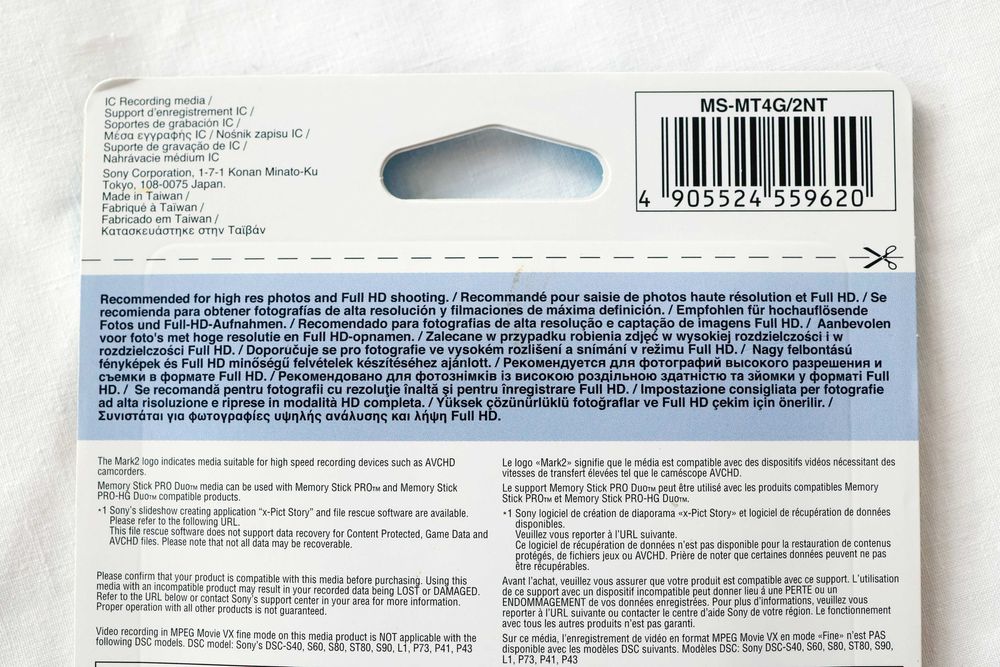 IC Recording media /
Support d'enregistrement IC /
Soportes de grabación IC /
Μέσα εγγραφής IC / Nośnik zapisu IC /
Suporte de gravação de IC /
Nahrávacie médium IC
Sony Corporation, 1-7-1 Konan Minato-Ku
Tokyo, 108-0075 Japan.
Made in Taiwan /
Fabriqué à Taïwan /
Fabricado em Taiwan /
Κατασκευάστηκε στην Ταϊβάν
MS-MT4G/2NT
4 905524 559620
Recommended for high res photos and Full HD shooting. / Recommandé pour saisie de photos haute résolution et Full HD. / Se
recomienda para obtener fotografías de alta resolución y filmaciones de máxima definición. / Empfohlen für hochauflösende
Fotos und Full-HD-Aufnahmen. / Recomendado para fotografias de alta resolução e captação de imagens Full HD. / Aanbevolen
voor foto's met hoge resolutie en Full HD-opnamen. / Zalecane w przypadku robienia zdjęć w wysokiej rozdzielczości i w
rozdzielczości Full HD. / Doporučuje se pro fotografie ve vysokém rozlišení a snímání v režimu Full HD. / Nagy felbontású
fényképek és Full HD minőségű felvételek készítéséhez ajánlott. / Рекомендуется для фотографий высокого разрешения и
съемки в формате Full HD. / Рекомендовано для фотознімків із високою роздільною здатністю та зйомки у форматі Full
HD. / Se recomandă pentru fotografii cu rezoluţie înaltă şi pentru înregistrare Full HD. / Impostazione consigliata per fotografie
ad alta risoluzione e riprese in modalità HD completa. / Yüksek çözünürlüklü fotoğraflar ve Full HD çekim için önerilir. /
Συνιστάται για φωτογραφίες υψηλής ανάλυσης και λήψη Full HD.
The Mark2 logo indicates media suitable for high speed recording devices such as AVCHD
camcorders.
Memory Stick PRO Duo™ media can be used with Memory Stick PRO™ and Memory Stick
PRO-HG Duo™ compatible products.
*1 Sony's slideshow creating application "x-Pict Story" and file rescue software are available.
Please refer to the following URL.
This file rescue software does not support data recovery for Content Protected, Game Data and
AVCHD files. Please note that not all data may be recoverable.
Please confirm that your product is compatible with this media before purchasing. Using this
media with an incompatible product may result in your recorded data being LOST or DAMAGED.
Refer to the URL below or contact Sony's support center in your area for more information.
Proper operation with all other products is not guaranteed.
Video recording in MPEG Movie VX fine mode on this media product is NOT applicable with the
following DSC models. DSC model: Sony's DSC-S40, S60, S80, ST80, S90, L1, P73, P41, P43
Le logo «Mark2» signifie que le média est compatible avec des dispositifs vidéos nécessitant des
vitesses de transfert élevées tel que le caméscope AVCHD.
Le support Memory Stick PRO Duo™ peut être utilisé avec les produits compatibles Memory
Stick PRO™ et Memory Stick PRO-HG Duo™.
*1 Sony logiciel de création de diaporama «x-Pict Story» et logiciel de récupération de données
disponibles.
Veuillez vous reporter à l'URL suivante.
Ce logiciel de récupération de données n'est pas disponible pour la restauration de contenus
protégés, de fichiers jeux ou AVCHD. Prière de noter que certaines données peuvent ne pas
être récupérables.
Avant l'achat, veuillez vous assurer que votre produit est compatible avec ce support. L'utilisation
de ce support avec un dispositif incompatible peut donner lieu à une PERTE ou un
ENDOMMAGEMENT de vos données enregistrées. Pour plus d'informations, veuillez vous
reporter à l'URL suivante ou contacter le centre d'aide Sony de votre région. Le fonctionnement
avec tous les autres produits n'est pas garanti.
Sur ce média, l'enregistrement de vidéo en format MPEG Movie VX en mode «Fine» n'est PAS
disponible avec les modèles DSC suivants. Modèles DSC: Sony DSC-S40, S60, S80, ST80, S90,
L1, P73, P41, P43